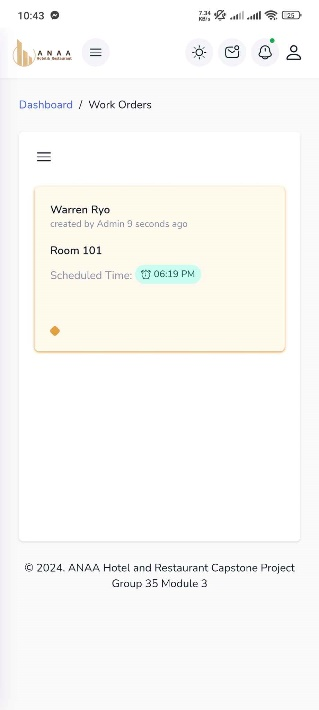 10:43
7.34
KB/s
25
ANAA
Hotel & Restaurant
Dashboard / Work Orders
Warren Ryo
created by Admin 9 seconds ago
Room 101
Scheduled Time: 06:19 PM
© 2024. ANAA Hotel and Restaurant Capstone Project
Group 35 Module 3